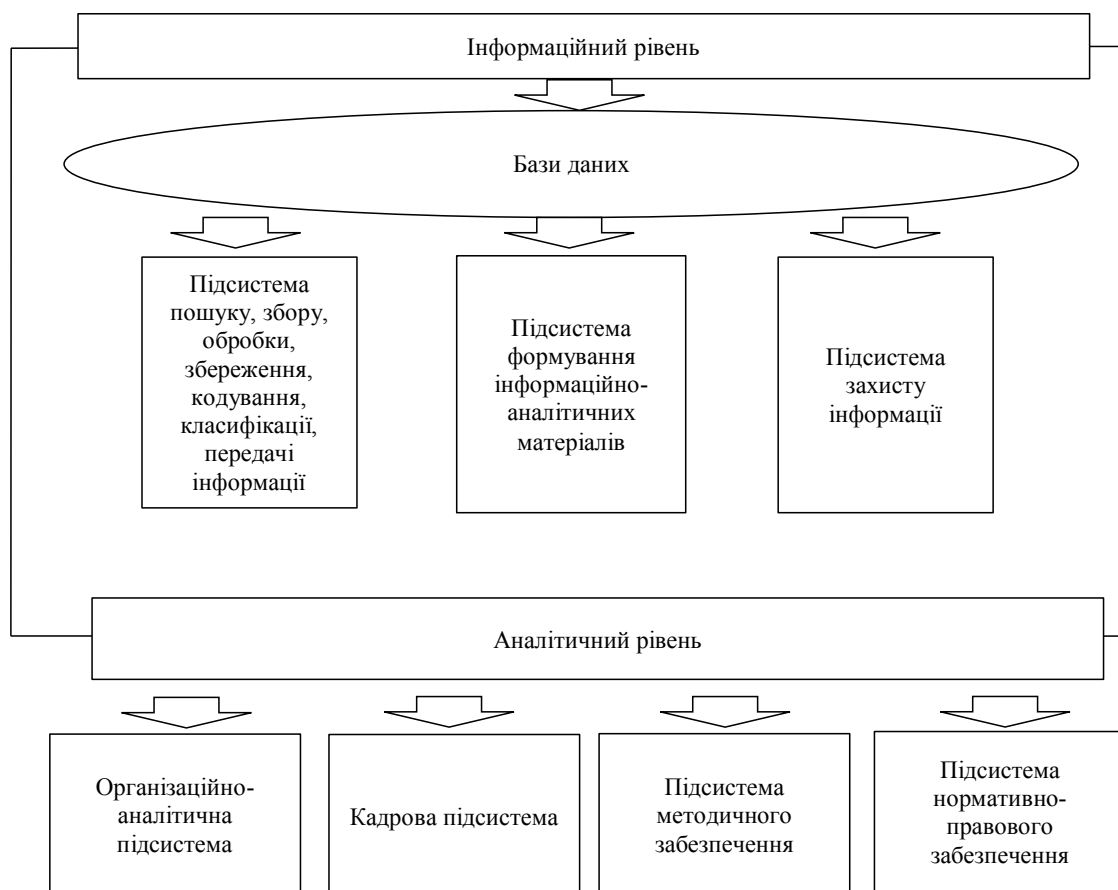 Інформаційний рівень
Бази даних
Підсистема
пошуку, збору,
обробки,
збереження,
кодування,
класифікації,
передачі
інформації
Підсистема
формування
інформаційно-
аналітичних
матеріалів
Підсистема
захисту
інформації
Аналітичний рівень
Організаційно-
аналітична
підсистема
Кадрова підсистема
Підсистема
методичного
забезпечення
Підсистема
нормативно-
правового
забезпечення